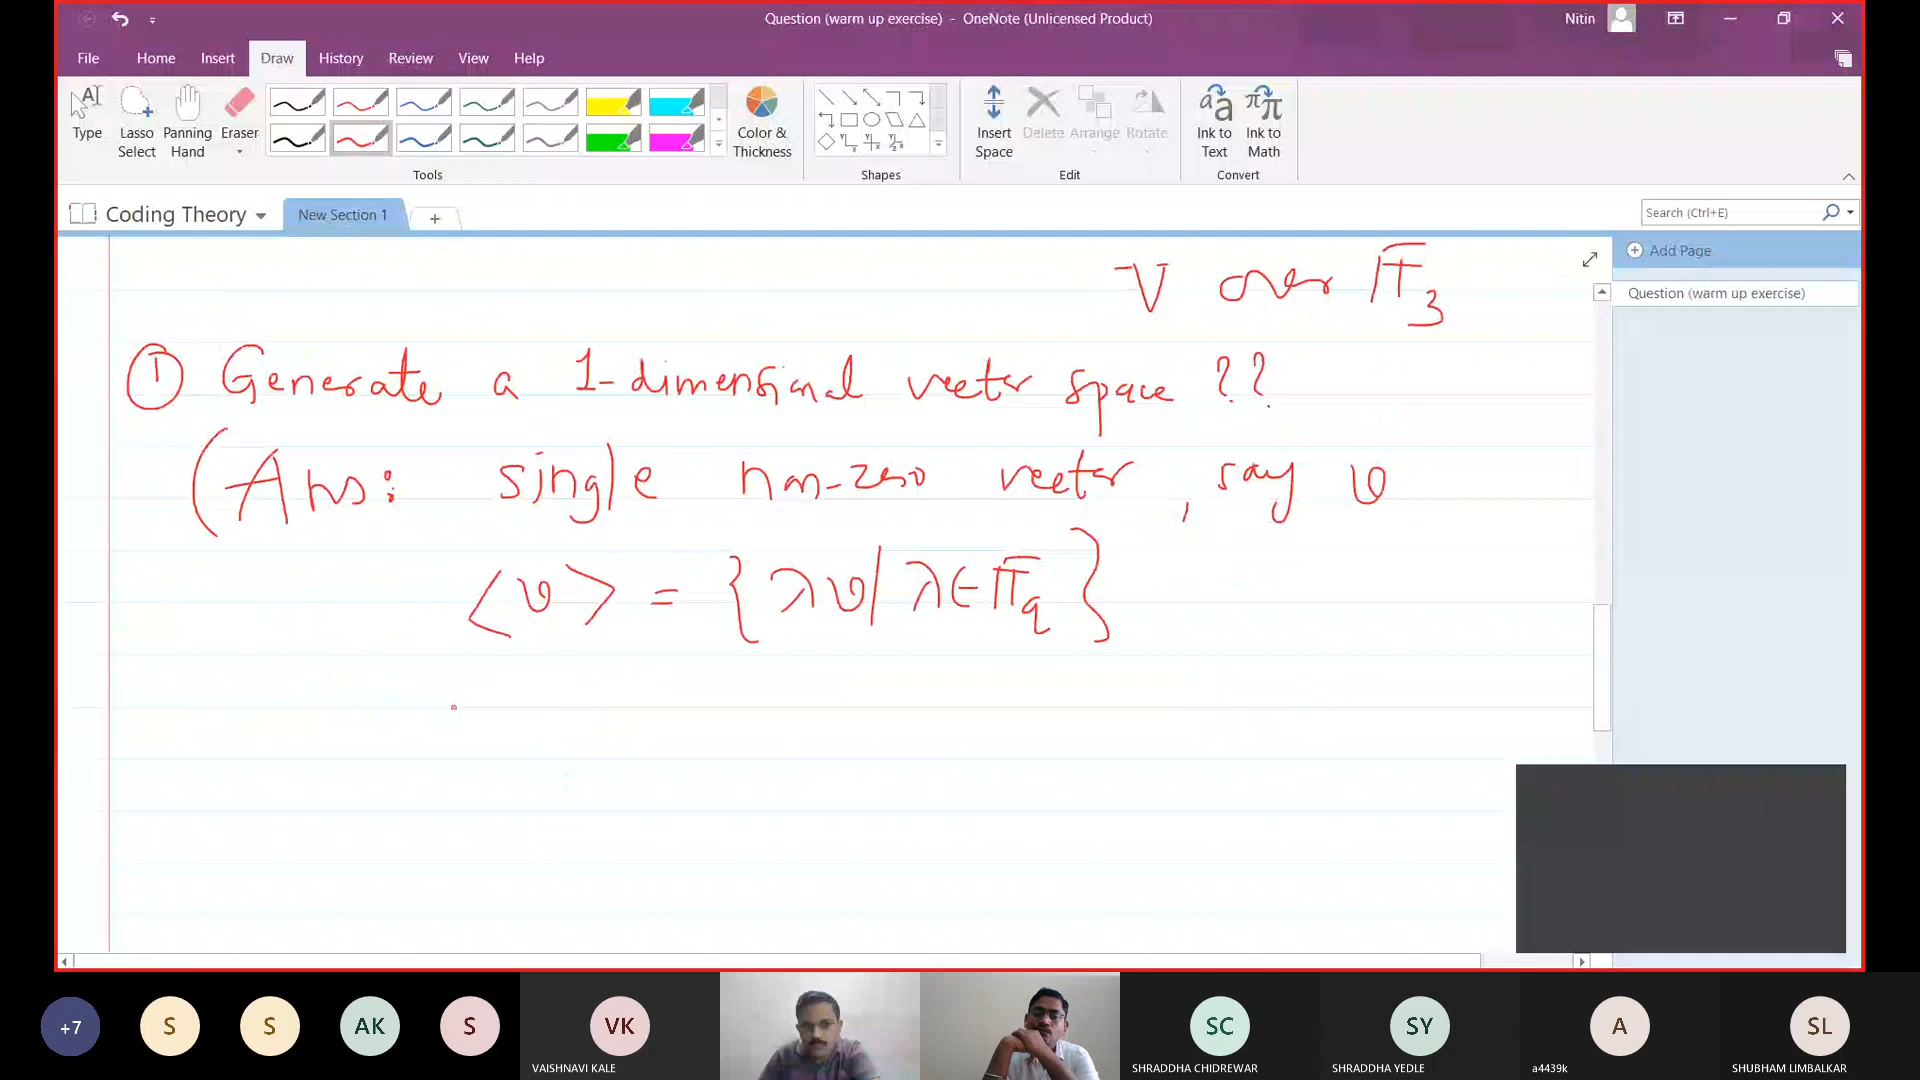 Question (warm up exercise) - OneNote (Unlicensed Product)
Nitin
File Home Insert Draw History Review View Help
Type
Lasso Select
Panning Hand
Eraser
Color & Thickness
Insert Space
Delete
Arrange
Rotate
Ink to Text
Ink to Math
Tools
Shapes
Edit
Convert
Coding Theory
New Section 1
Search (Ctrl+E)
Add Page
Question (warm up exercise)
V over 𝔽₃
① Generate a 1-dimensional vector space ??
(Ans: single non-zero vector, say v
<v> = { λv | λ ∈ 𝔽q }
+7
S
S
AK
S
VK
VAISHNAVI KALE
SC
SHRADDHA CHIDREWAR
SY
SHRADDHA YEDLE
A
a4439k
SL
SHUBHAM LIMBALKAR